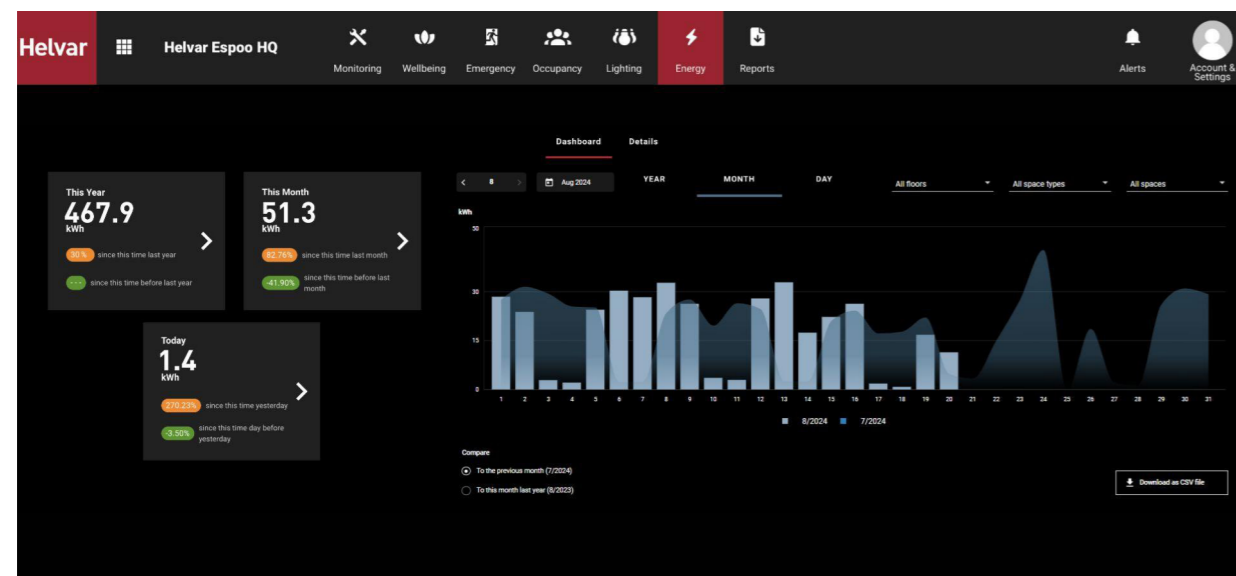 Helvar
Helvar Espoo HQ
Monitoring
Wellbeing
Emergency
Occupancy
Lighting
Energy
Reports
Alerts
Account &
Settings
Dashboard
Details
This Year
467.9
kWh
30%
since this time last year
---
since this time before last year
This Month
51.3
kWh
82.76%
since this time last month
-41.90%
since this time before last
month
Today
1.4
kWh
270.23%
since this time yesterday
-3.50%
since this time day before
yesterday
< 8 >
Aug 2024
YEAR
MONTH
DAY
All floors
All space types
All spaces
kWh
50
30
15
0
1 2 3 4 5 6 7 8 9 10 11 12 13 14 15 16 17 18 19 20 21 22 23 24 25 26 27 28 29 30 31
8/2024 7/2024
Compare
To the previous month (7/2024)
To this month last year (8/2023)
Download as CSV file